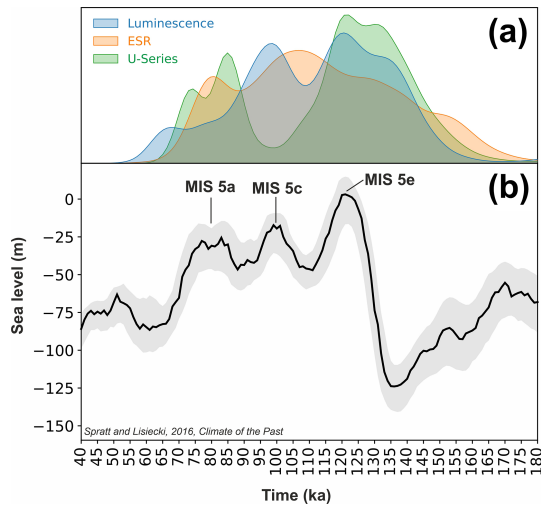 (a)
Luminescence
ESR
U-Series
(b)
MIS 5a
MIS 5c
MIS 5e
Sea level (m)
0
−25
−50
−75
−100
−125
−150
Spratt and Lisiecki, 2016, Climate of the Past
40 45 50 55 60 65 70 75 80 85 90 95 100 105 110 115 120 125 130 135 140 145 150 155 160 165 170 175 180
Time (ka)